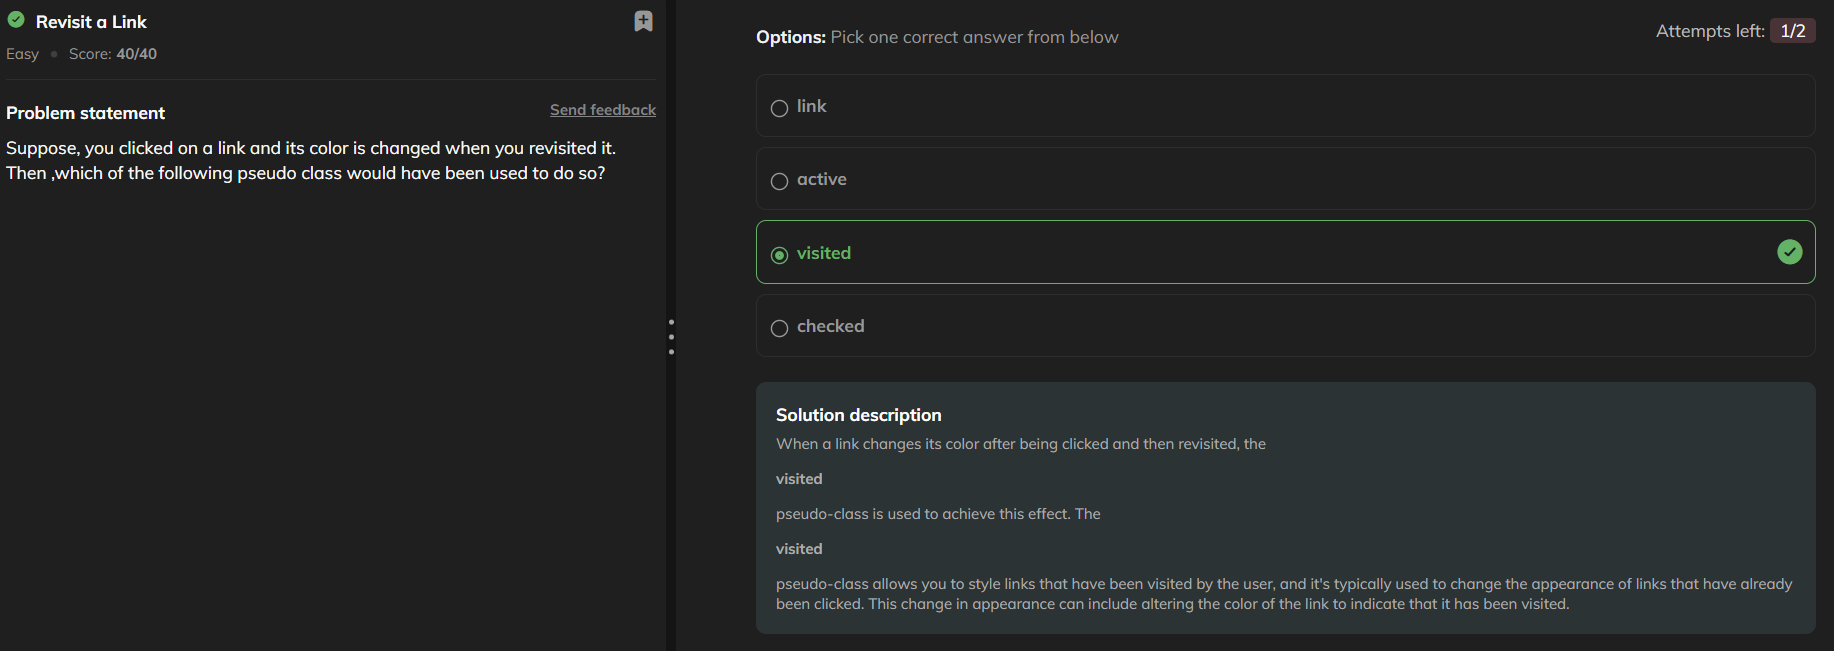 Revisit a Link
Easy • Score: 40/40
Problem statement
Send feedback
Suppose, you clicked on a link and its color is changed when you revisited it.
Then ,which of the following pseudo class would have been used to do so?
Options: Pick one correct answer from below
Attempts left: 1/2
link
active
visited
checked
Solution description
When a link changes its color after being clicked and then revisited, the
visited
pseudo-class is used to achieve this effect. The
visited
pseudo-class allows you to style links that have been visited by the user, and it's typically used to change the appearance of links that have already
been clicked. This change in appearance can include altering the color of the link to indicate that it has been visited.